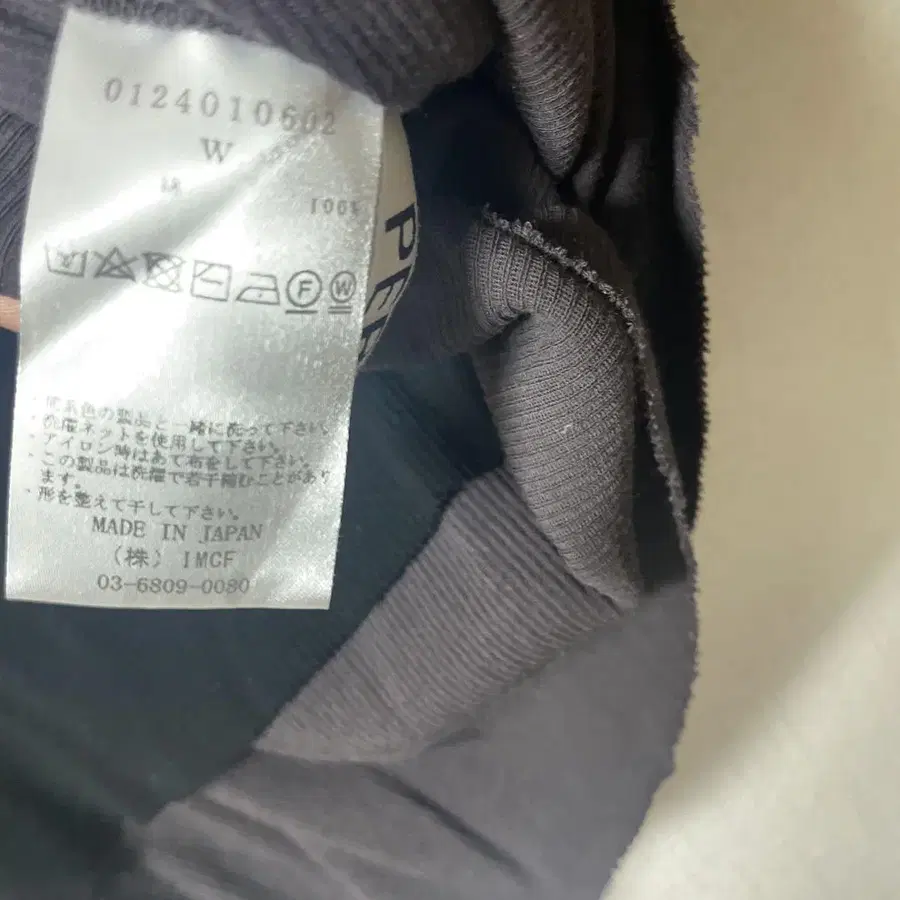 0124010602
W
100%
PER
F
W
・同系色の変品と一緒に洗って下さい。
・洗濯ネットを使用して下さい。
・アイロン時はあて布をして下さい。
・この製品は洗濯で若干縮むことがあり
ます。
・形を整えて干して下さい。
MADE IN JAPAN
(株) IMCF
03-6809-0080